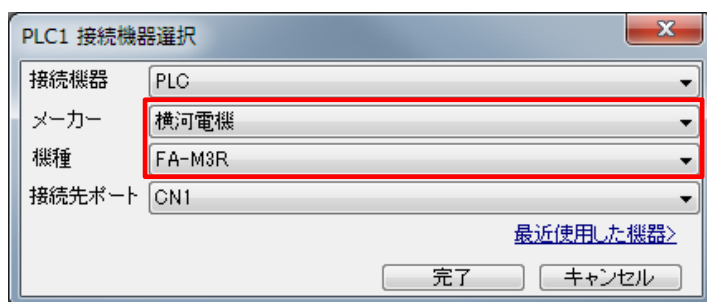 PLC1 接続機器選択
接続機器 PLC
メーカー 横河電機
機種 FA-M3R
接続先ポート CN1
最近使用した機器>
完了 キャンセル